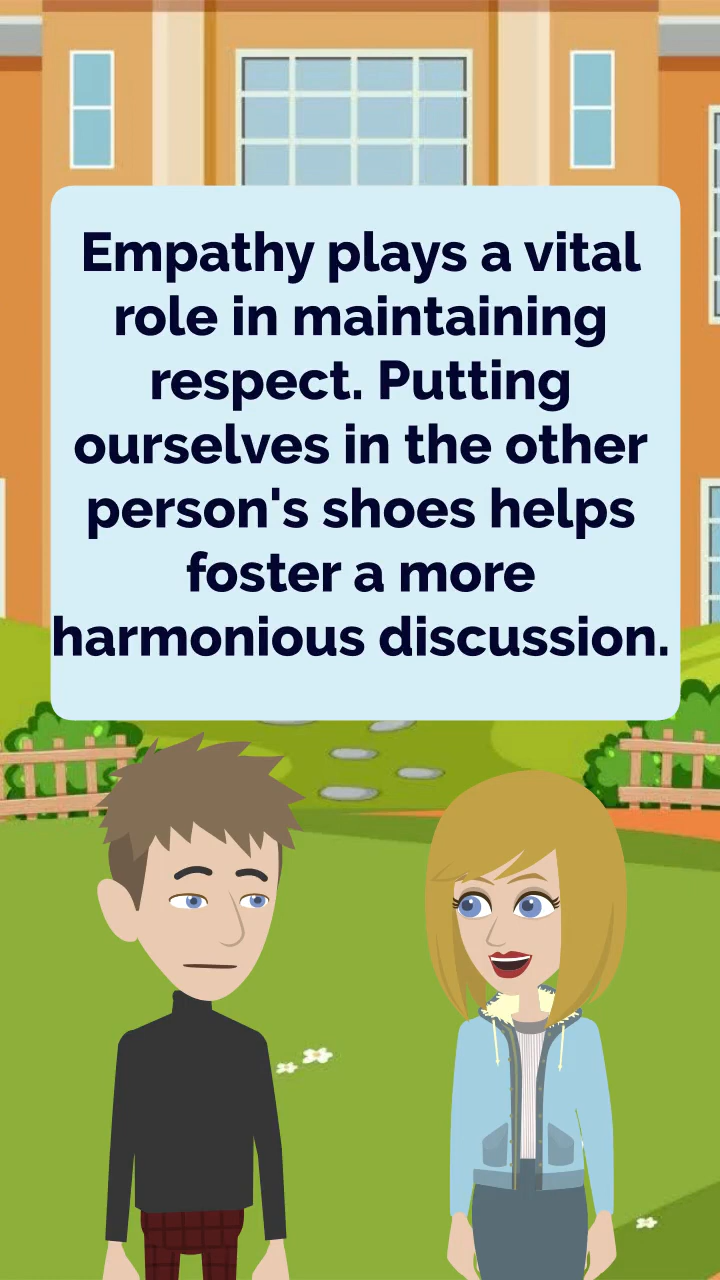 Empathy plays a vital
role in maintaining
respect. Putting
ourselves in the other
person's shoes helps
foster a more
harmonious discussion.